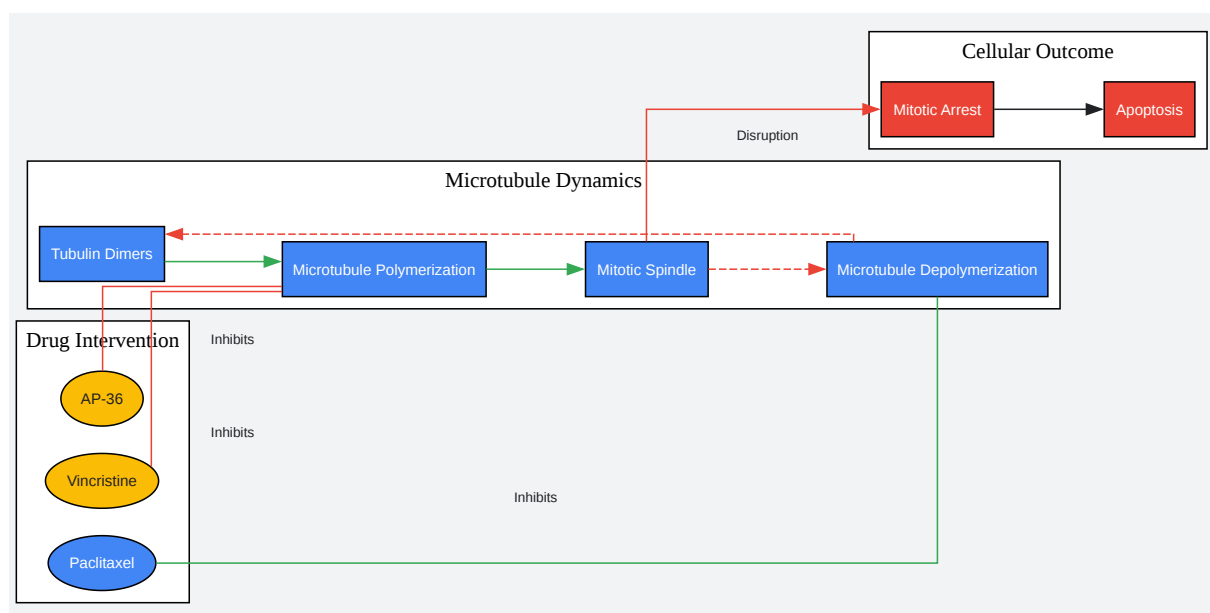 Cellular Outcome
Mitotic Arrest
Apoptosis
Disruption
Microtubule Dynamics
Tubulin Dimers
Microtubule Polymerization
Mitotic Spindle
Microtubule Depolymerization
Drug Intervention
Inhibits
AP-36
Inhibits
Vincristine
Inhibits
Paclitaxel